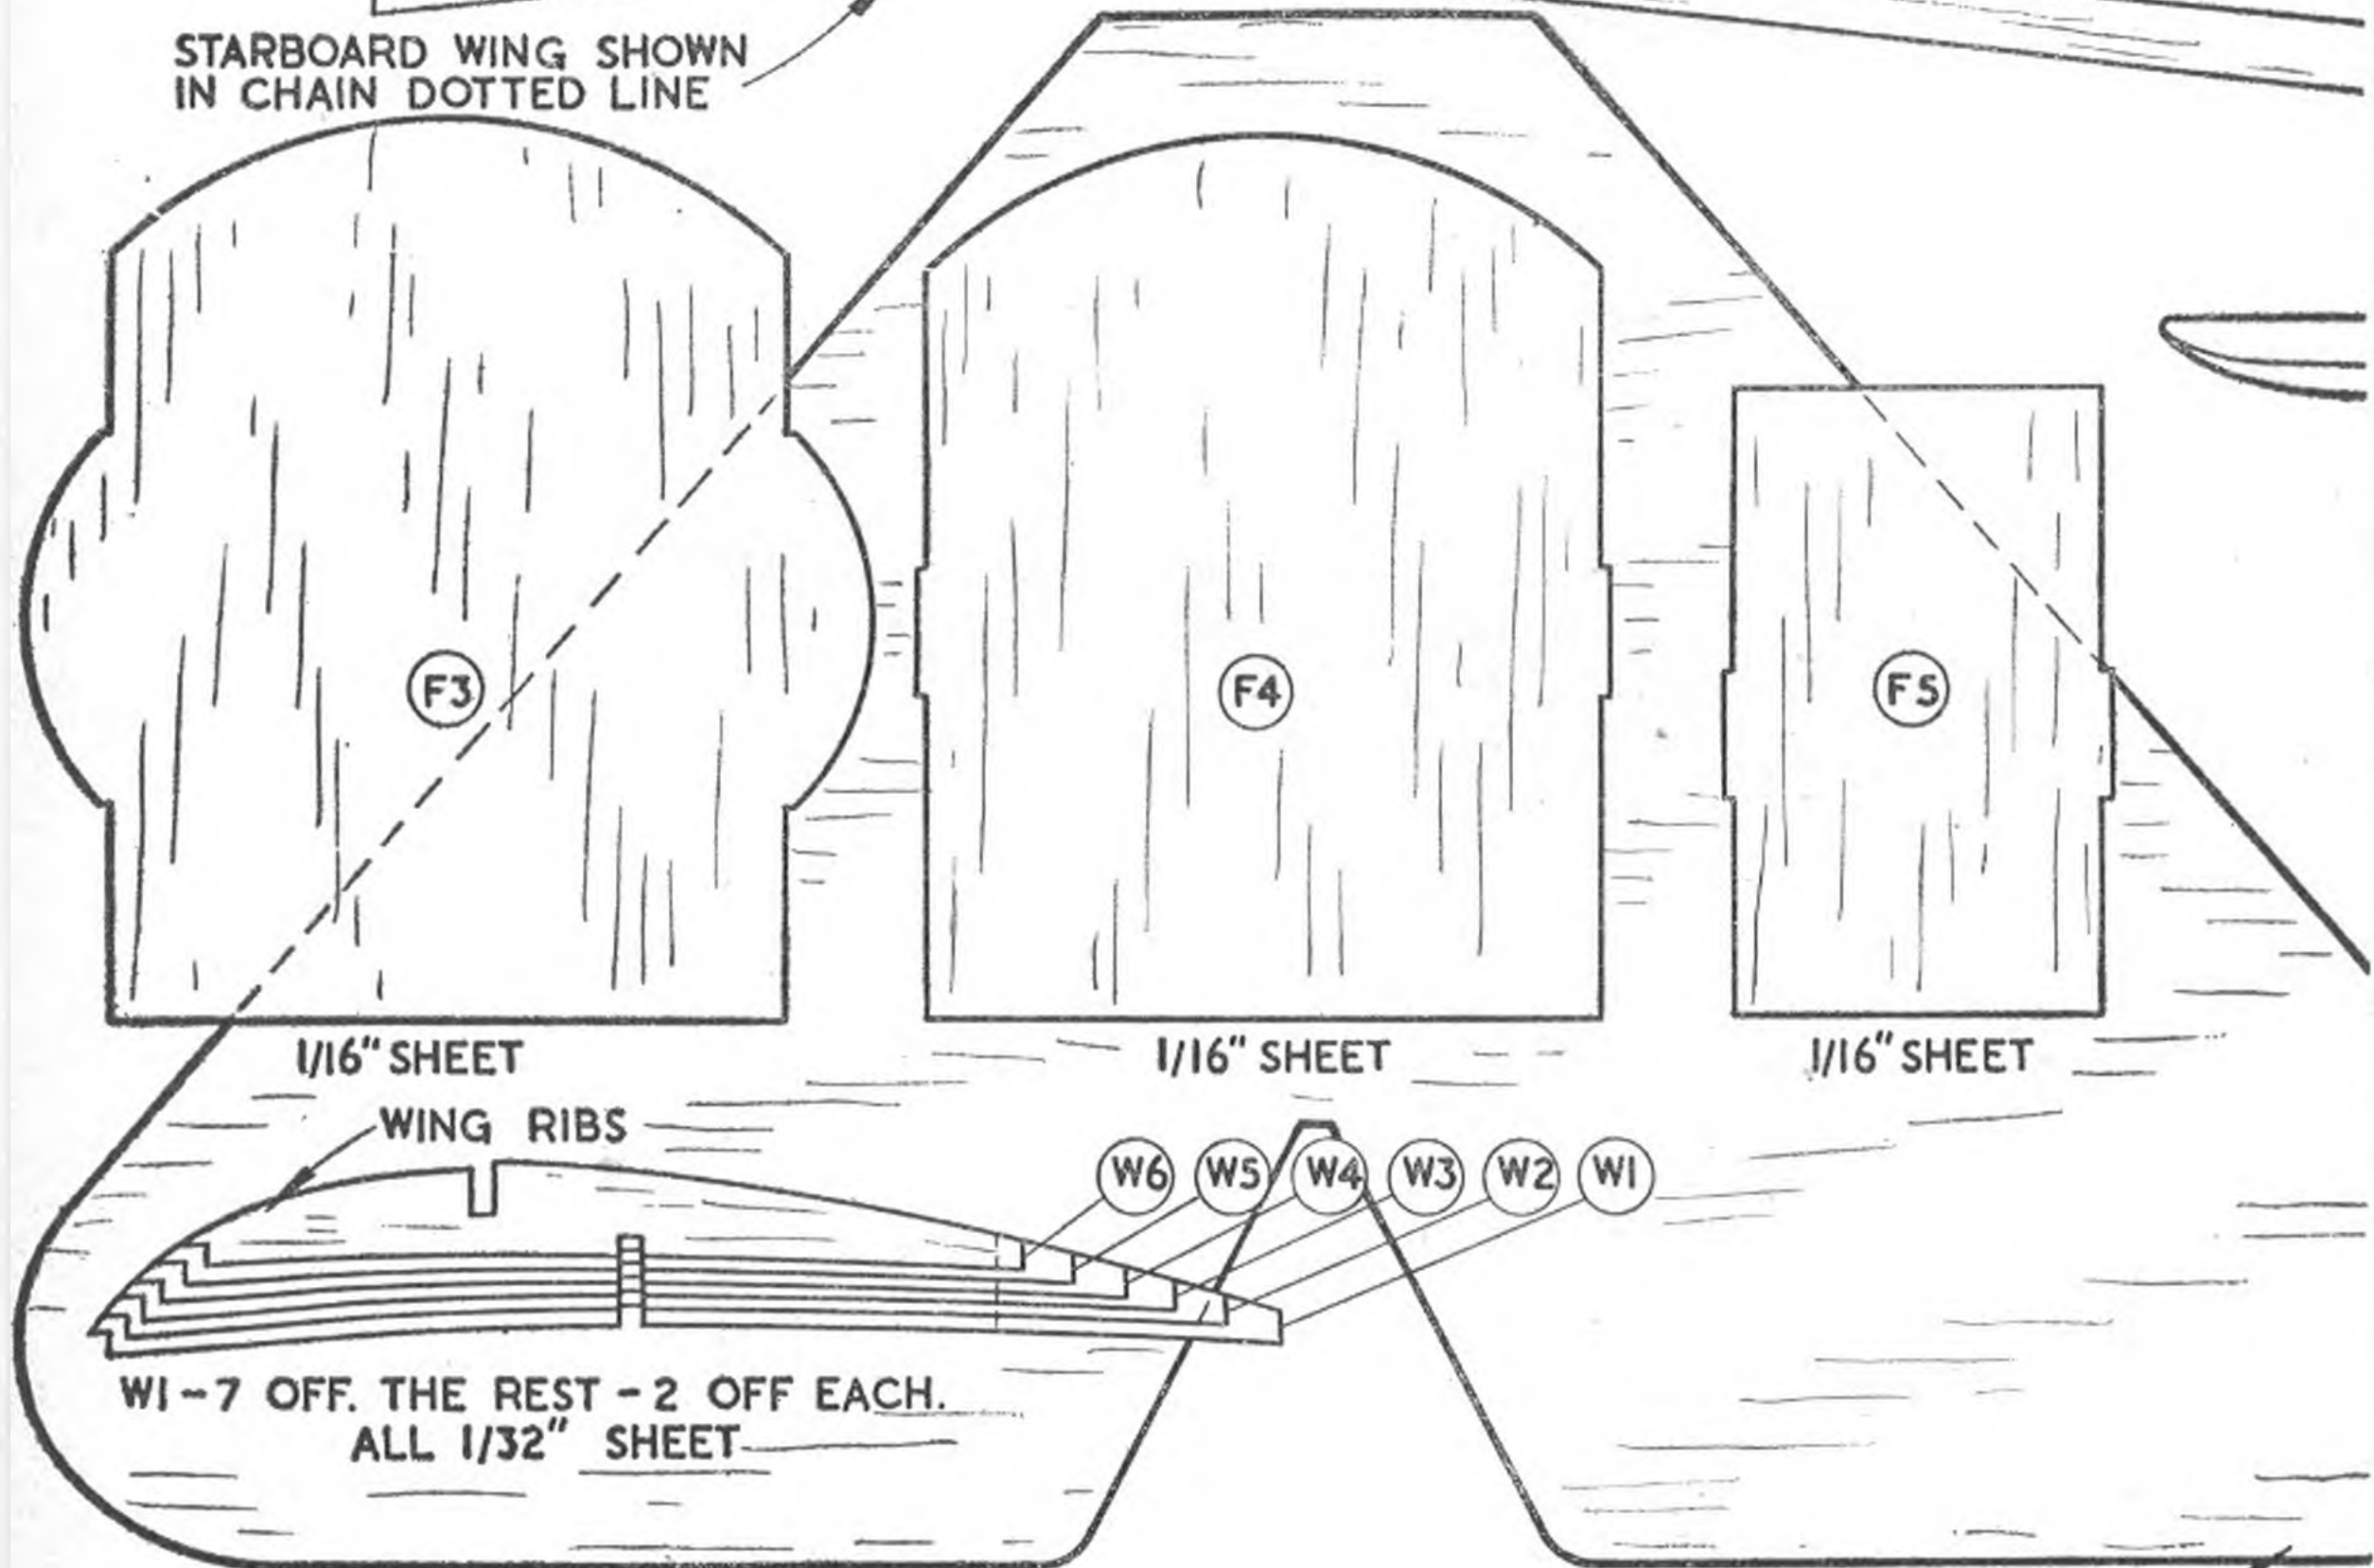 STARBOARD WING SHOWN
IN CHAIN DOTTED LINE
F3
F4
F5
1/16" SHEET
1/16" SHEET
1/16" SHEET
WING RIBS
W6 W5 W4 W3 W2 W1
W1-7 OFF. THE REST-2 OFF EACH.
ALL 1/32" SHEET